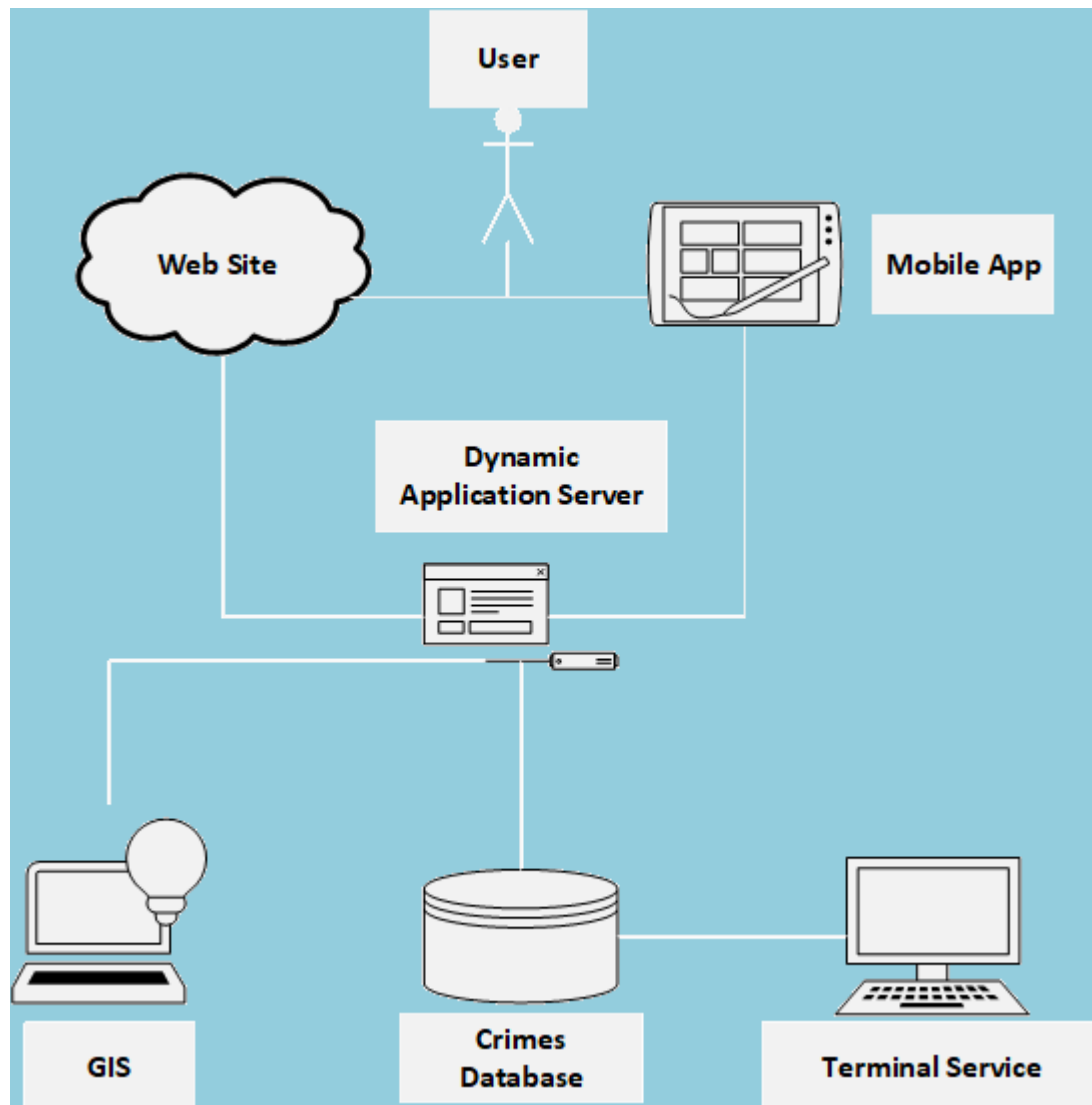 User
Web Site
Mobile App
Dynamic
Application Server
GIS
Crimes
Database
Terminal Service